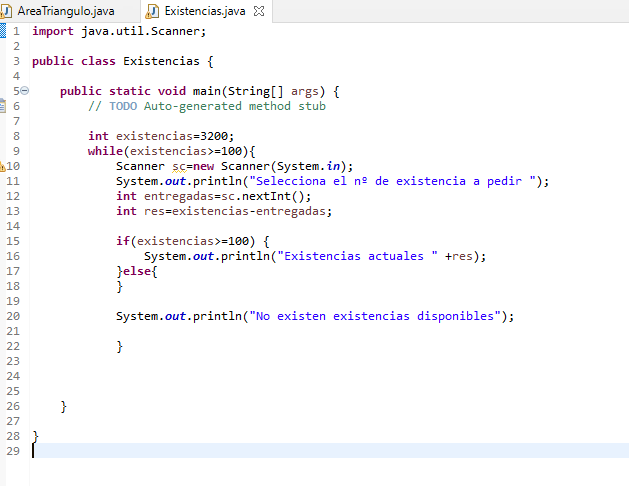 AreaTriangulo.java Existencias.java
1 import java.util.Scanner;
2
3 public class Existencias {
4
5 public static void main(String[] args) {
6 // TODO Auto-generated method stub
7
8 int existencias=3200;
9 while(existencias>=100){
10 Scanner sc=new Scanner(System.in);
11 System.out.println("Selecciona el nº de existencia a pedir ");
12 int entregadas=sc.nextInt();
13 int res=existencias-entregadas;
14
15 if(existencias>=100) {
16 System.out.println("Existencias actuales " +res);
17 }else{
18 }
19
20 System.out.println("No existen existencias disponibles");
21
22 }
23
24
25
26 }
27
28 }
29